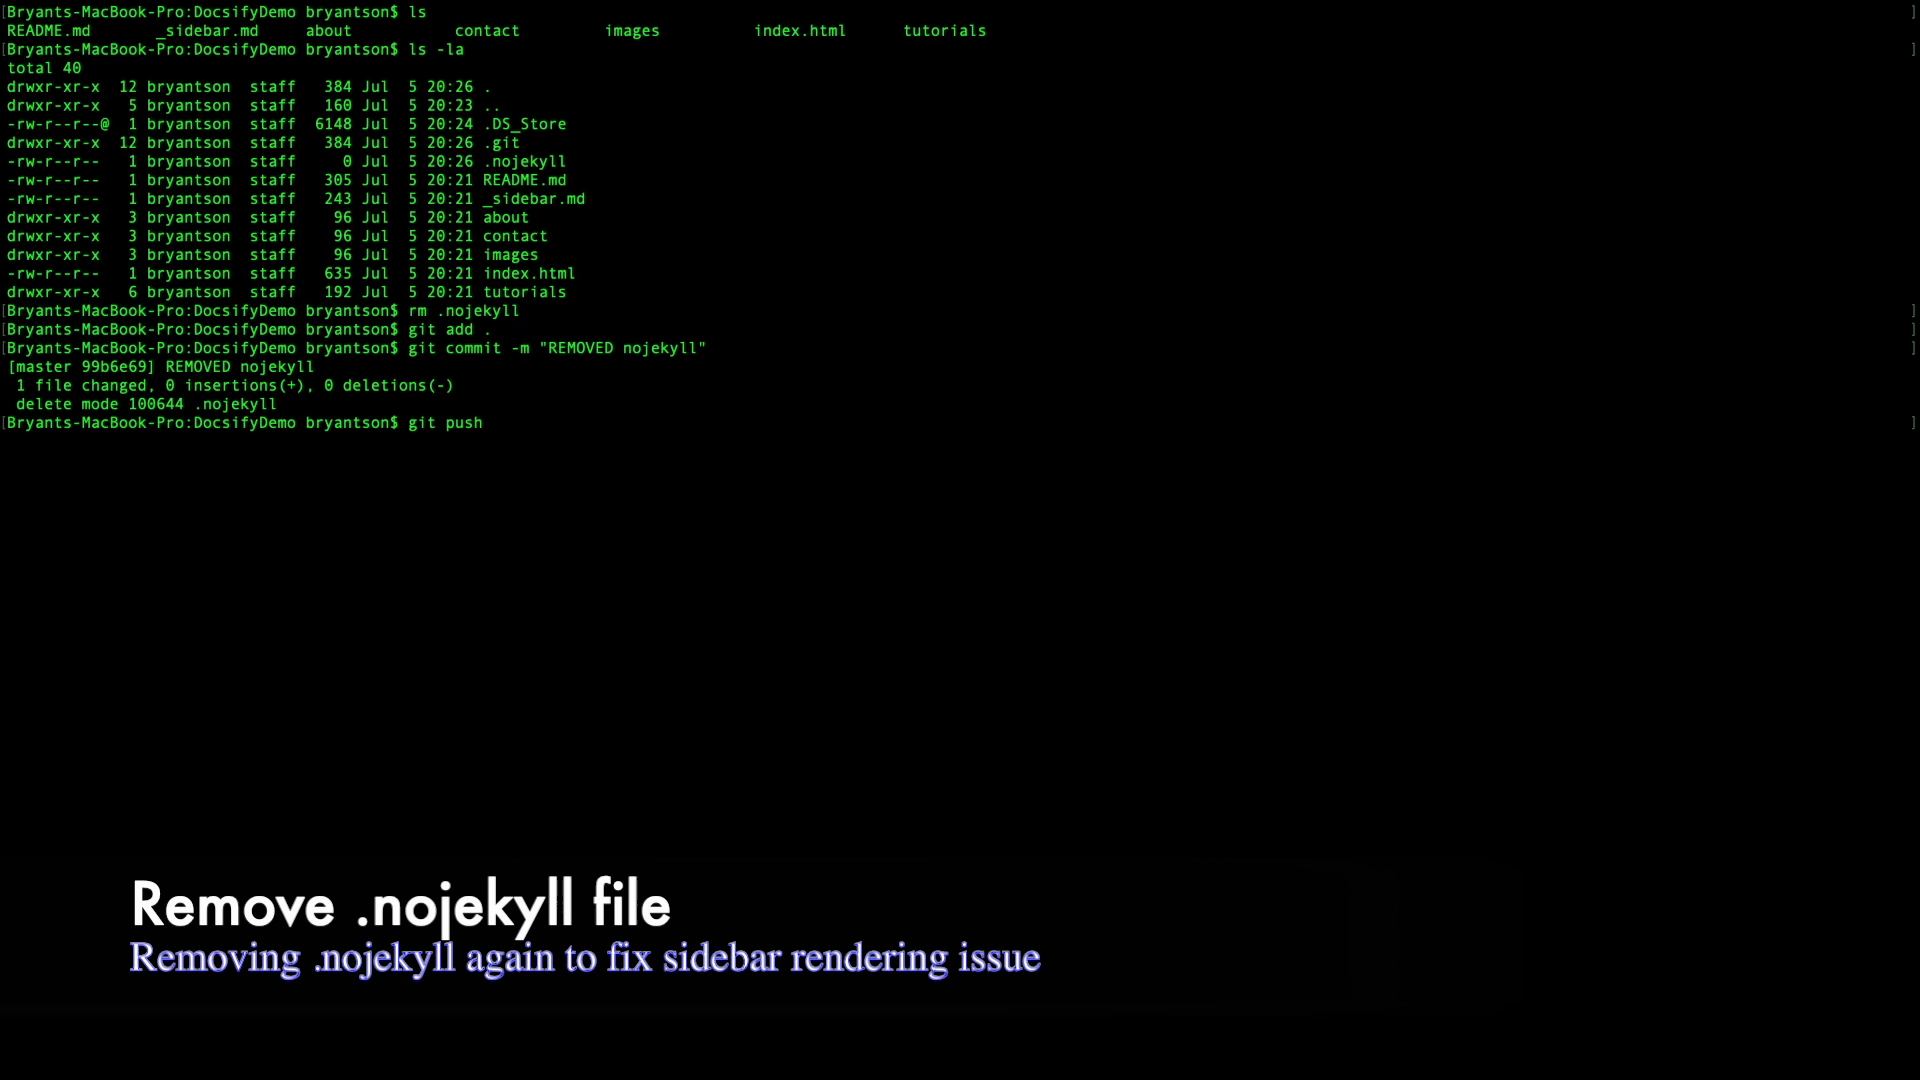 [Bryants-MacBook-Pro:DocsifyDemo bryantson$ ls ]
README.md _sidebar.md about contact images index.html tutorials
[Bryants-MacBook-Pro:DocsifyDemo bryantson$ ls -la ]
total 40
drwxr-xr-x  12 bryantson  staff   384 Jul  5 20:26 .
drwxr-xr-x   5 bryantson  staff   160 Jul  5 20:23 ..
-rw-r--r--@  1 bryantson  staff  6148 Jul  5 20:24 .DS_Store
drwxr-xr-x  12 bryantson  staff   384 Jul  5 20:26 .git
-rw-r--r--   1 bryantson  staff     0 Jul  5 20:26 .nojekyll
-rw-r--r--   1 bryantson  staff   305 Jul  5 20:21 README.md
-rw-r--r--   1 bryantson  staff   243 Jul  5 20:21 _sidebar.md
drwxr-xr-x   3 bryantson  staff    96 Jul  5 20:21 about
drwxr-xr-x   3 bryantson  staff    96 Jul  5 20:21 contact
drwxr-xr-x   3 bryantson  staff    96 Jul  5 20:21 images
-rw-r--r--   1 bryantson  staff   635 Jul  5 20:21 index.html
drwxr-xr-x   6 bryantson  staff   192 Jul  5 20:21 tutorials
[Bryants-MacBook-Pro:DocsifyDemo bryantson$ rm .nojekyll ]
[Bryants-MacBook-Pro:DocsifyDemo bryantson$ git add . ]
[Bryants-MacBook-Pro:DocsifyDemo bryantson$ git commit -m "REMOVED nojekyll" ]
[master 99b6e69] REMOVED nojekyll
 1 file changed, 0 insertions(+), 0 deletions(-)
 delete mode 100644 .nojekyll
[Bryants-MacBook-Pro:DocsifyDemo bryantson$ git push ]
Remove .nojekyll file
Removing .nojekyll again to fix sidebar rendering issue